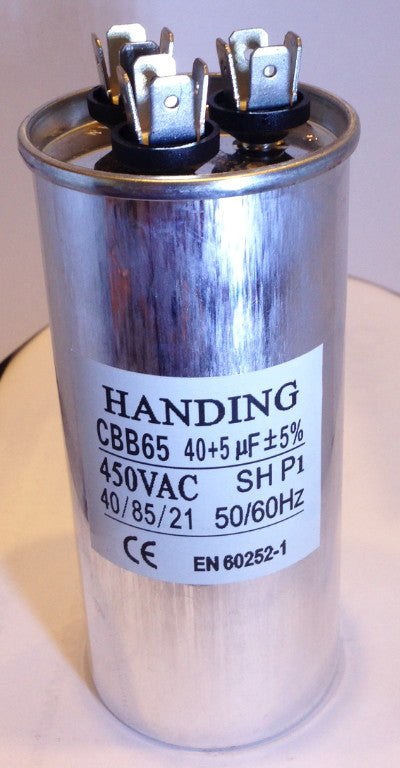 HANDING
CBB65 40+5 µF±5%
450VAC SH P1
40/85/21 50/60Hz
CE EN 60252-1